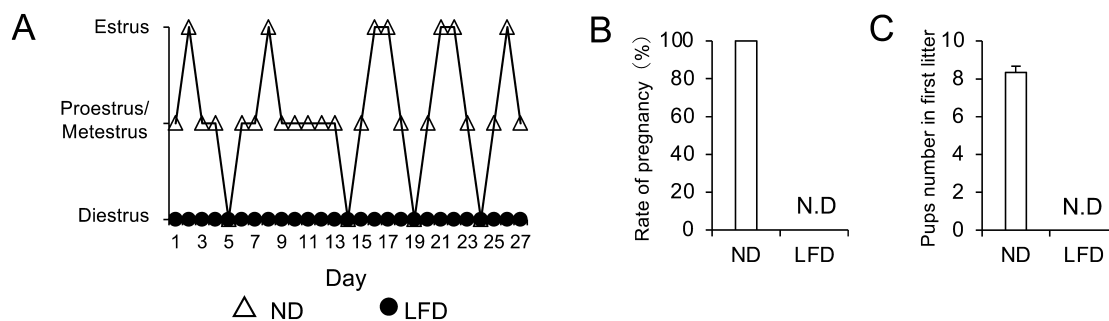 A
Estrus
Proestrus/
Metestrus
Diestrus
1 3 5 7 9 11 13 15 17 19 21 23 25 27
Day
ND
LFD
B
Rate of pregnancy (%)
100
80
60
40
20
0
N.D
ND LFD
C
Pups number in first litter
10
8
6
4
2
0
N.D
ND LFD